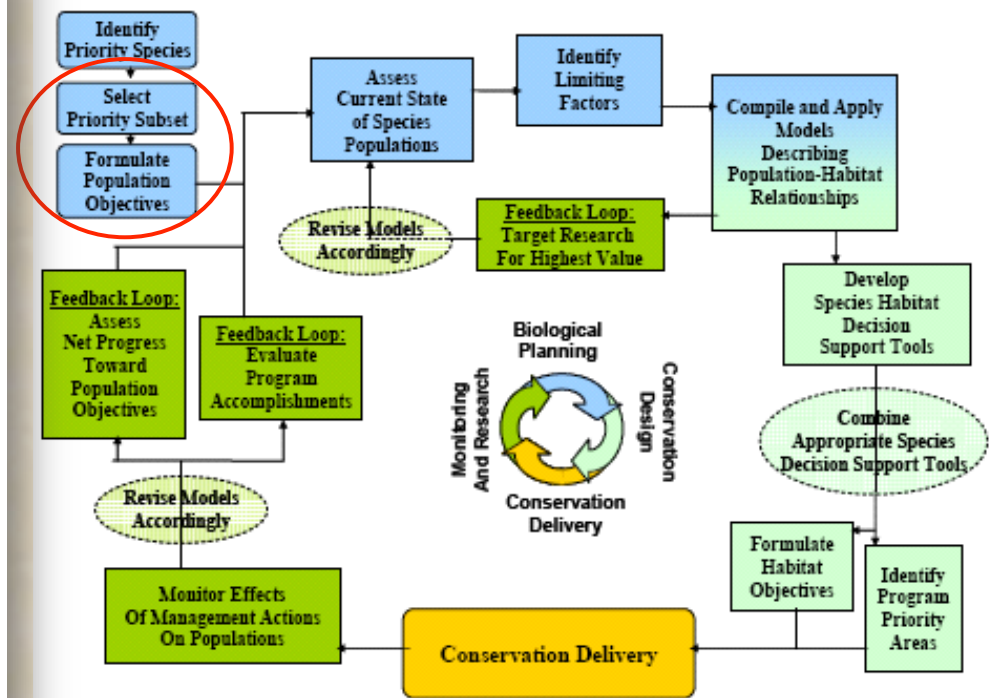 Identify
Priority Species
Select
Priority Subset
Formulate
Population
Objectives
Assess
Current State
of Species
Populations
Identify
Limiting
Factors
Compile and Apply
Models
Describing
Population-Habitat
Relationships
Revise Models
Accordingly
Feedback Loop:
Target Research
For Highest Value
Develop
Species Habitat
Decision
Support Tools
Feedback Loop:
Assess
Net Progress
Toward
Population
Objectives
Feedback Loop:
Evaluate
Program
Accomplishments
Biological
Planning
Conservation
Design
Monitoring
And Research
Conservation
Delivery
Combine
Appropriate Species
Decision Support Tools
Revise Models
Accordingly
Formulate
Habitat
Objectives
Identify
Program
Priority
Areas
Monitor Effects
Of Management Actions
On Populations
Conservation Delivery